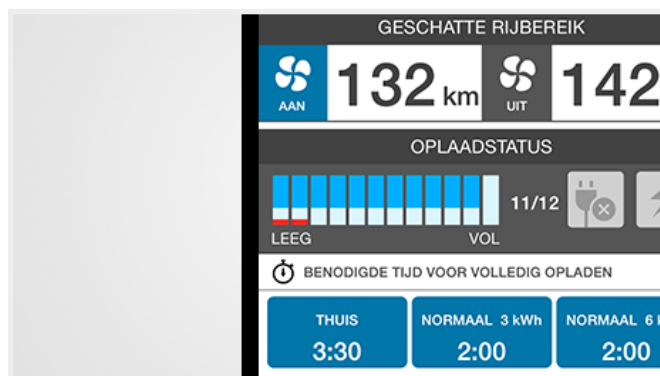 GESCHATTE RIJBEREIK
AAN 132 km UIT 142
OPLAADSTATUS
11/12
LEEG VOL
BENODIGDE TIJD VOOR VOLLEDIG OPLADEN
THUIS NORMAAL 3 kWh NORMAAL 6
3:30 2:00 2:00